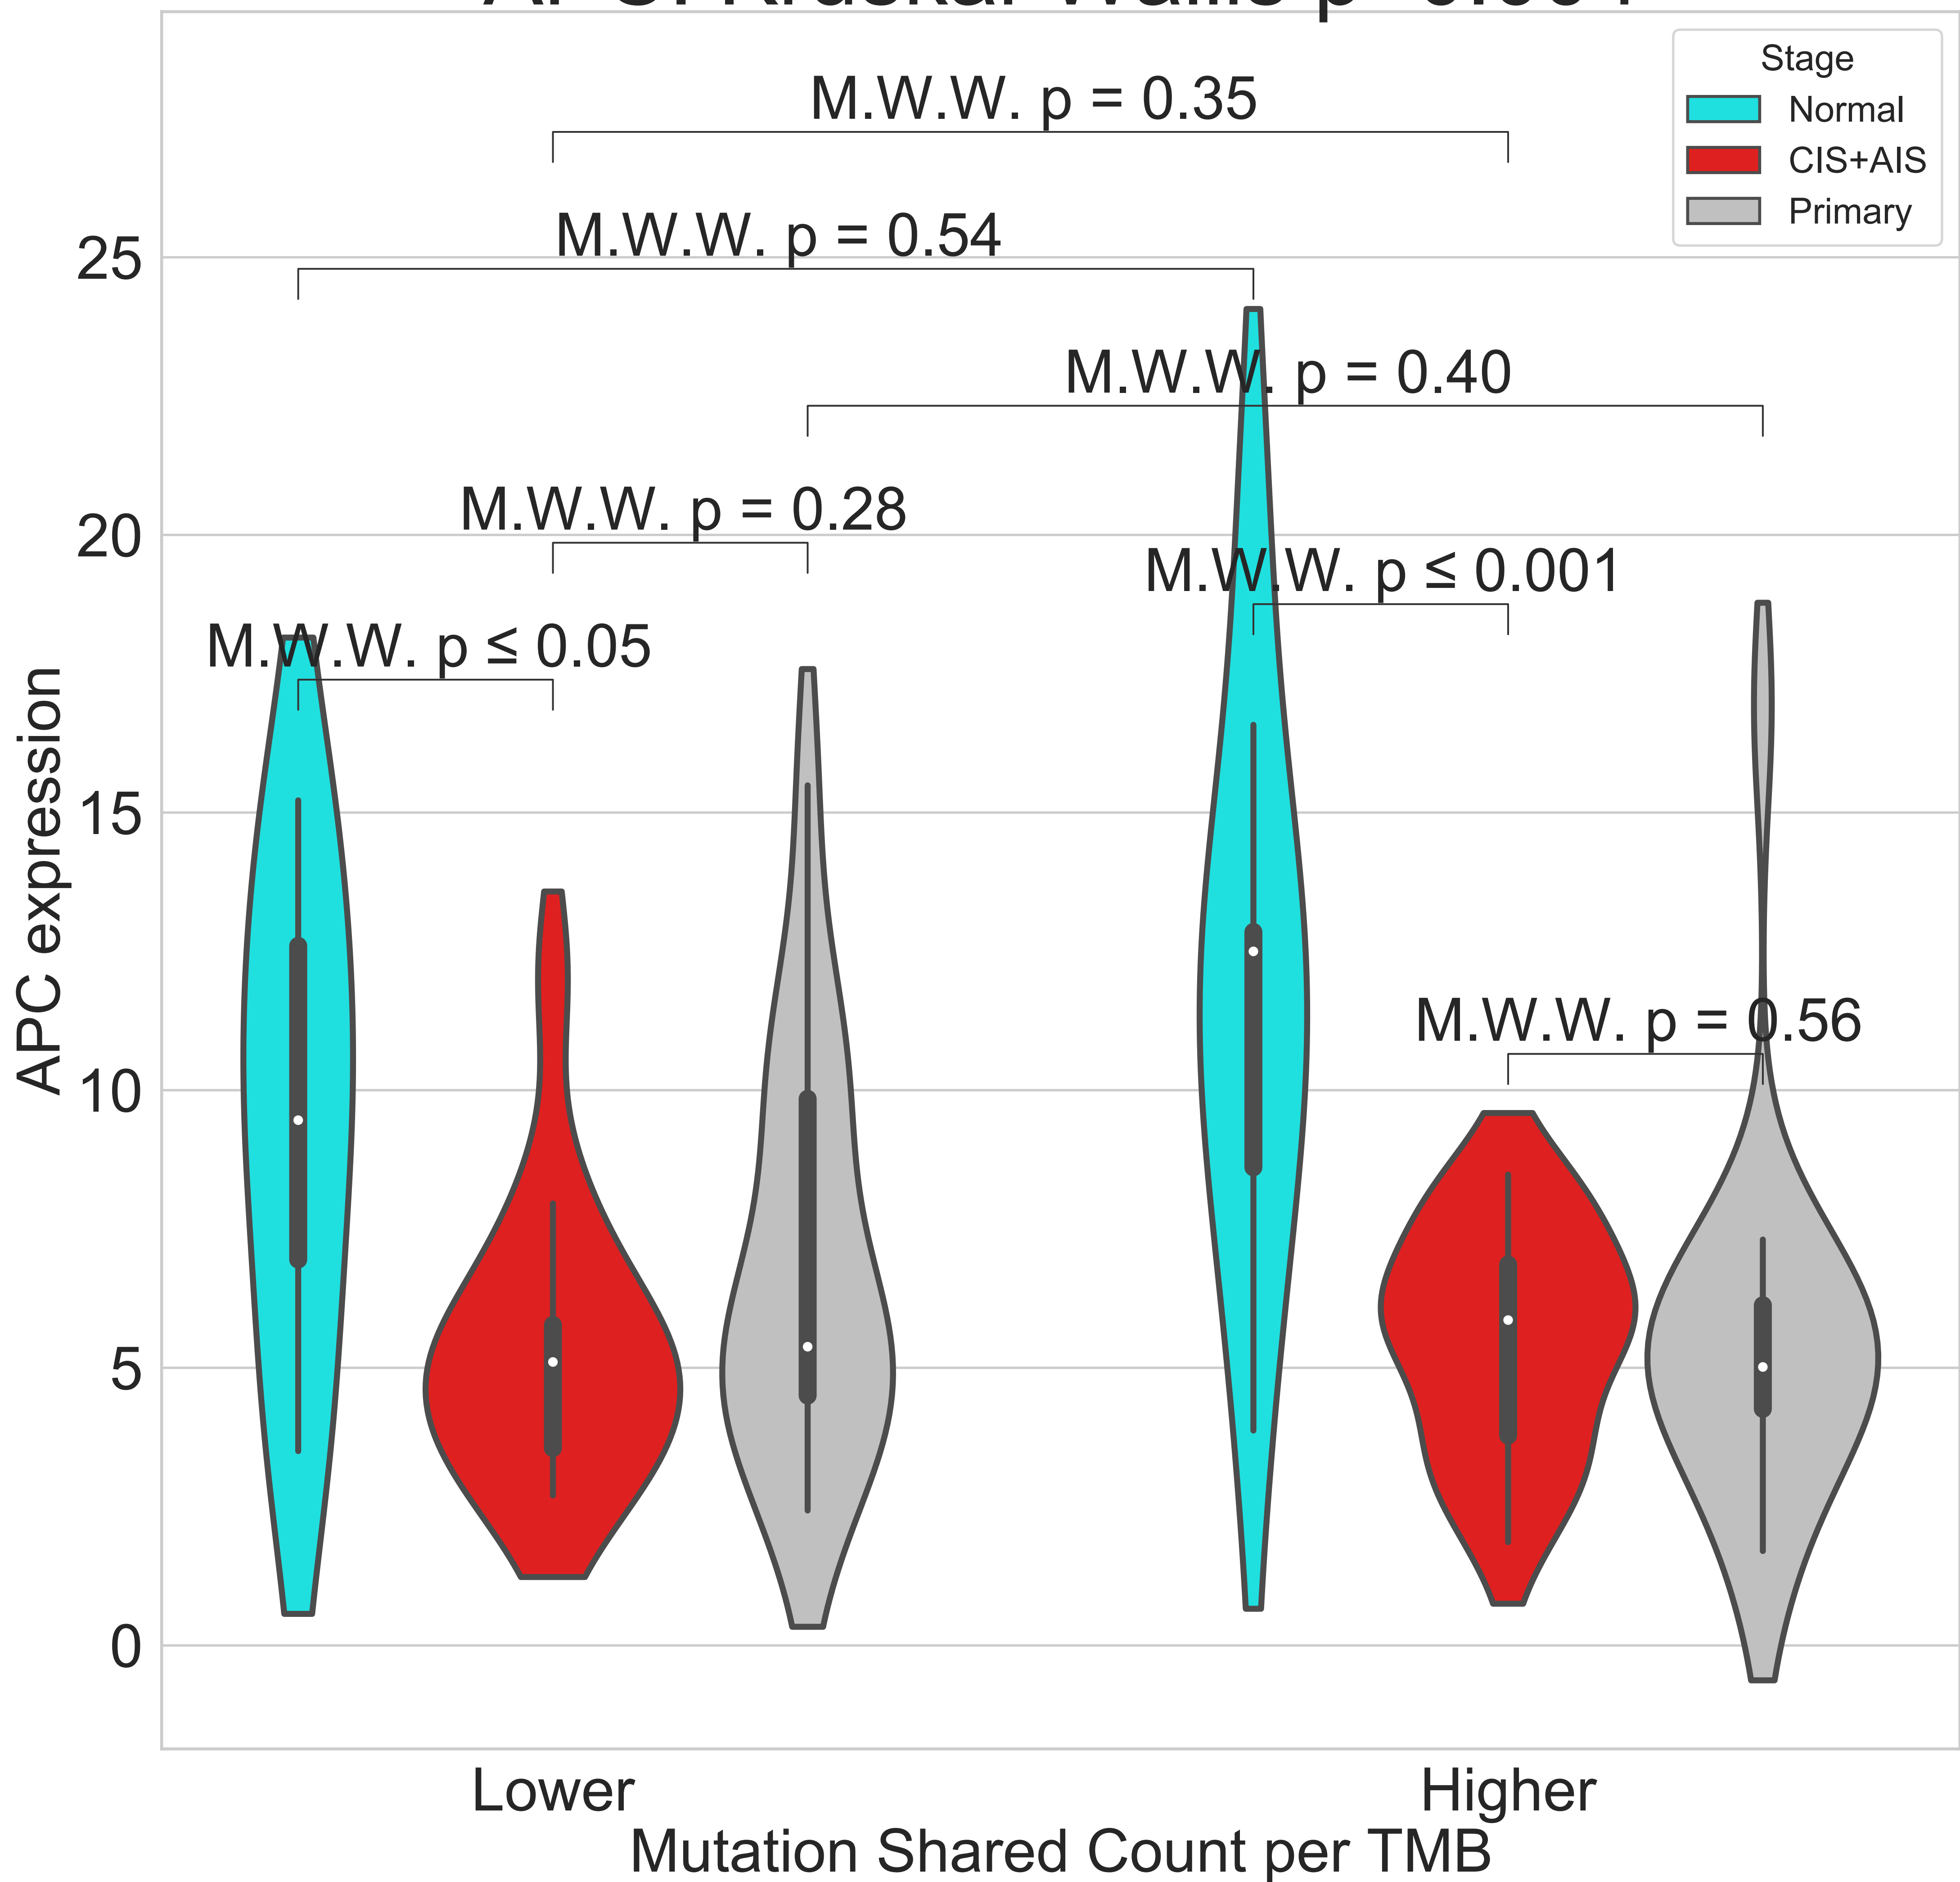 Stage
Normal
CIS+AIS
Primary
M.W.W. p = 0.35
M.W.W. p = 0.54
M.W.W. p = 0.40
M.W.W. p = 0.28
M.W.W. p ≤ 0.001
M.W.W. p ≤ 0.05
M.W.W. p = 0.56
25
20
15
10
5
0
APC expression
Lower
Higher
Mutation Shared Count per TMB